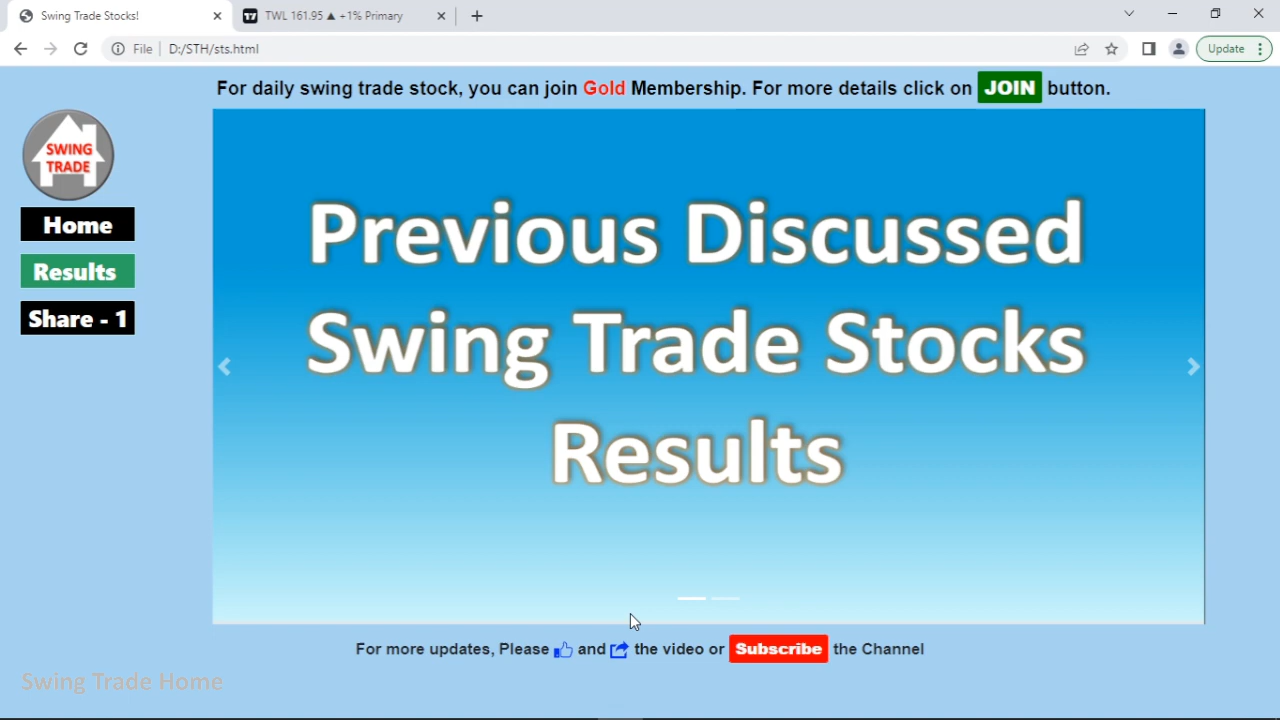 Swing Trade Stocks!
TWL 161.95 ▲ +1% Primary
File
D:/STH/sts.html
Update
For daily swing trade stock, you can join Gold Membership. For more details click on JOIN button.
SWING
TRADE
Home
Results
Share - 1
Previous Discussed
Swing Trade Stocks
Results
For more updates, Please and the video or Subscribe the Channel
Swing Trade Home